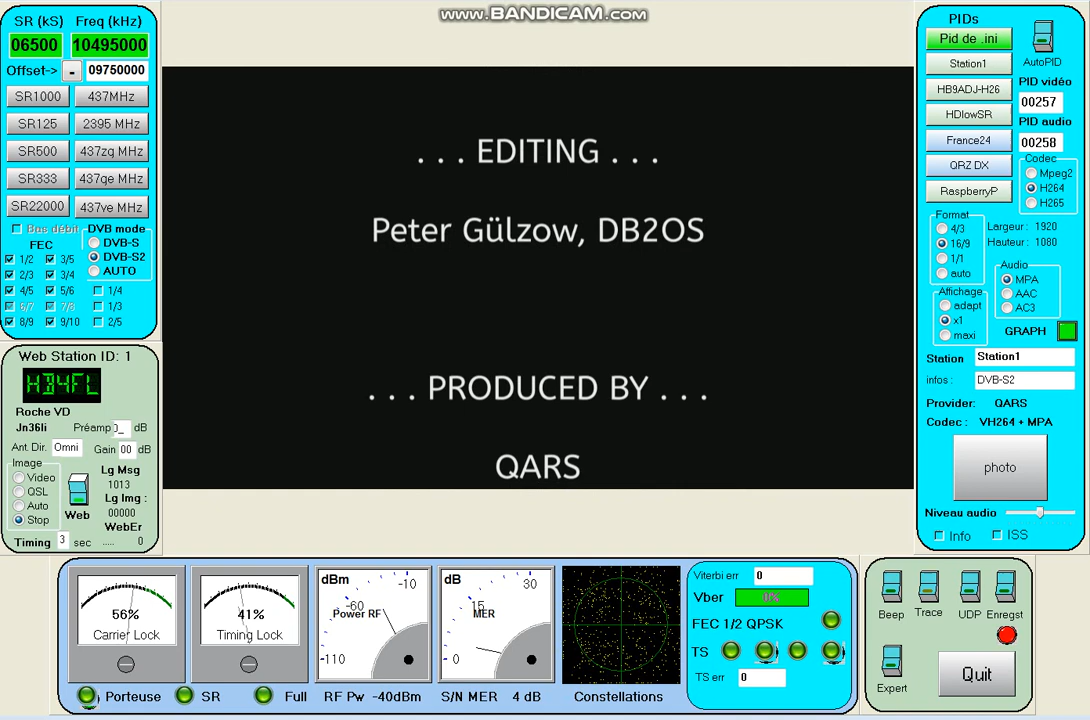 www.BANDICAM.com
SR (kS) Freq (kHz)
06500 10495000
Offset-> - 09750000
SR1000 437MHz
SR125 2395 MHz
SR500 437zq MHz
SR333 437qe MHz
SR22000 437ve MHz
Bus débit
FEC
1/2 3/5
2/3 3/4
4/5 5/6 1/4
6/7 7/8 1/3
8/9 9/10 2/5
DVB mode
DVB-S
DVB-S2
AUTO
Web Station ID: 1
HB4FL
Roche VD
Jn36li Préamp 0_ dB
Ant. Dir. Omni Gain 00 dB
Image
Video
QSL
Auto
Stop
Web
Lg Msg
1013
Lg Img :
00000
WebEr
Timing 3 sec ..... 0
. . . EDITING . . .
Peter Gülzow, DB2OS
. . . PRODUCED BY . . .
QARS
PIDs
Pid de .ini
Station1
HB9ADJ-H26
HDlowSR
France24
QRZ DX
RaspberryP
AutoPID
PID vidéo
00257
PID audio
00258
Codec
Mpeg2
H264
H265
Format
4/3
16/9
1/1
auto
Largeur : 1920
Hauteur : 1080
Audio
MPA
AAC
AC3
Affichage
adapt
x1
maxi
GRAPH
Station Station1
infos : DVB-S2
Provider: QARS
Codec : VH264 + MPA
photo
Niveau audio
Info ISS
56%
Carrier Lock
41%
Timing Lock
dBm
-10
-60
Power RF
-110
dB
30
15
MER
0
Porteuse SR Full RF Pw -40dBm S/N MER 4 dB Constellations
Viterbi err 0
Vber 0%
FEC 1/2 QPSK
TS
TS err 0
Beep Trace UDP Enregst
Expert
Quit